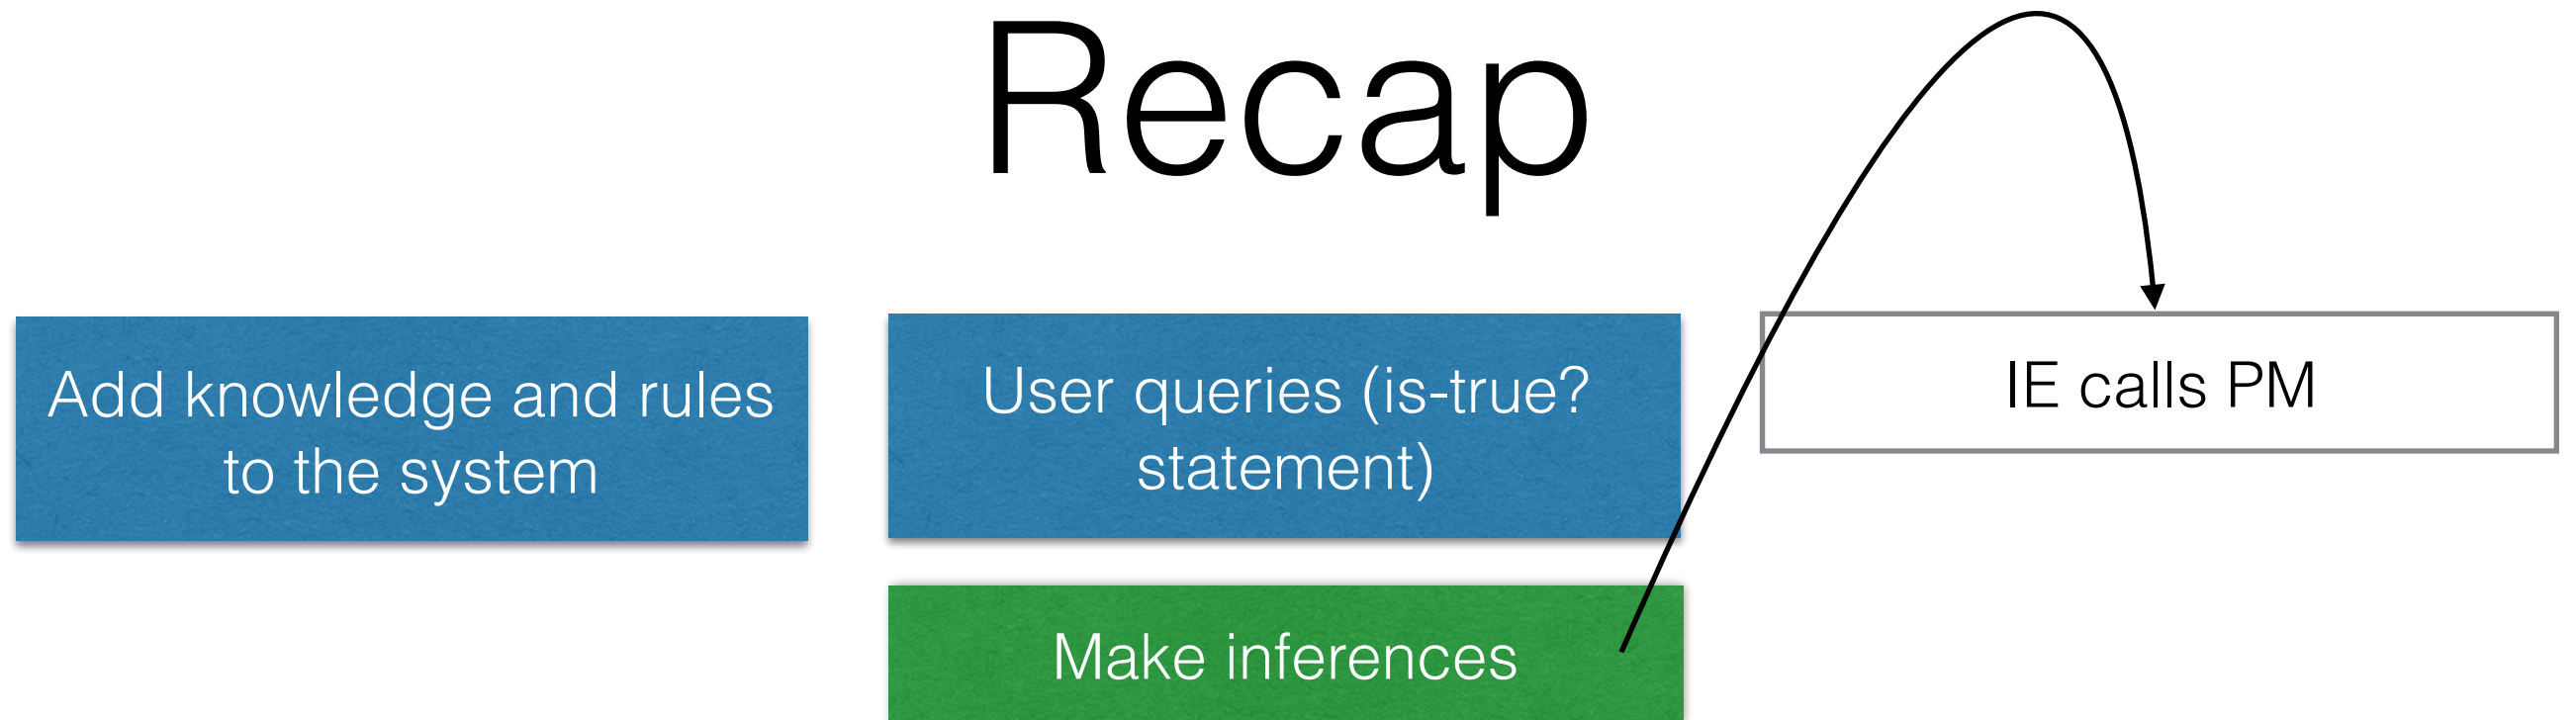 Recap
Add knowledge and rules
to the system
User queries (is-true?
statement)
IE calls PM
Make inferences